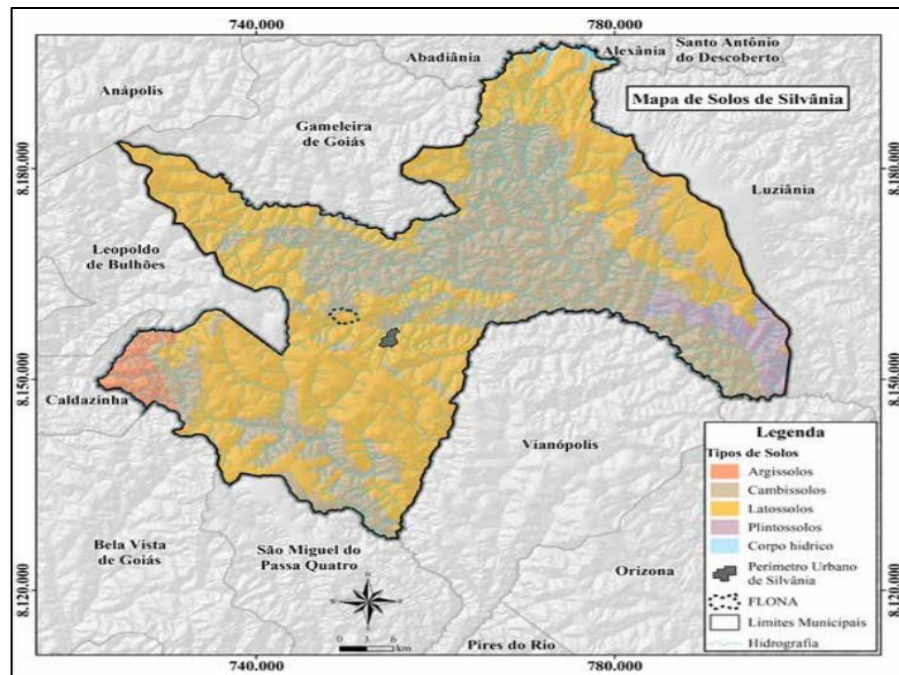 740.000
780.000
Abadiânia
Alexânia
Santo Antônio
do Descoberto
Anápolis
Mapa de Solos de Silvânia
Gameleira
de Goiás
8.180.000
8.180.000
Luziânia
Leopoldo
de Bulhões
8.150.000
8.150.000
Caldazinha
Vianópolis
Legenda
Tipos de Solos
Argissolos
Cambissolos
Latossolos
Plintossolos
Corpo hídrico
Perímetro Urbano
de Silvânia
FLONA
Limites Municipais
Hidrografia
Bela Vista
de Goiás
São Miguel do
Passa Quatro
Orizona
8.120.000
8.120.000
0 3 6
km
Pires do Rio
740.000
780.000